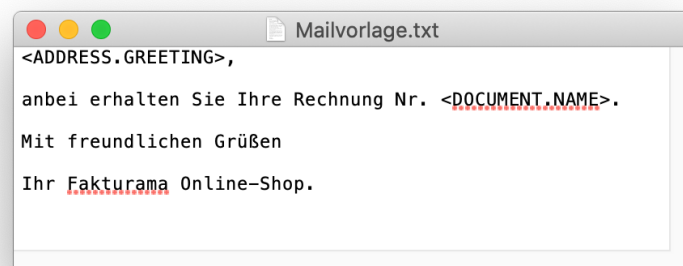 Mailvorlage.txt
<ADDRESS.GREETING>,
anbei erhalten Sie Ihre Rechnung Nr. <DOCUMENT.NAME>.
Mit freundlichen Grüßen
Ihr Fakturama Online-Shop.